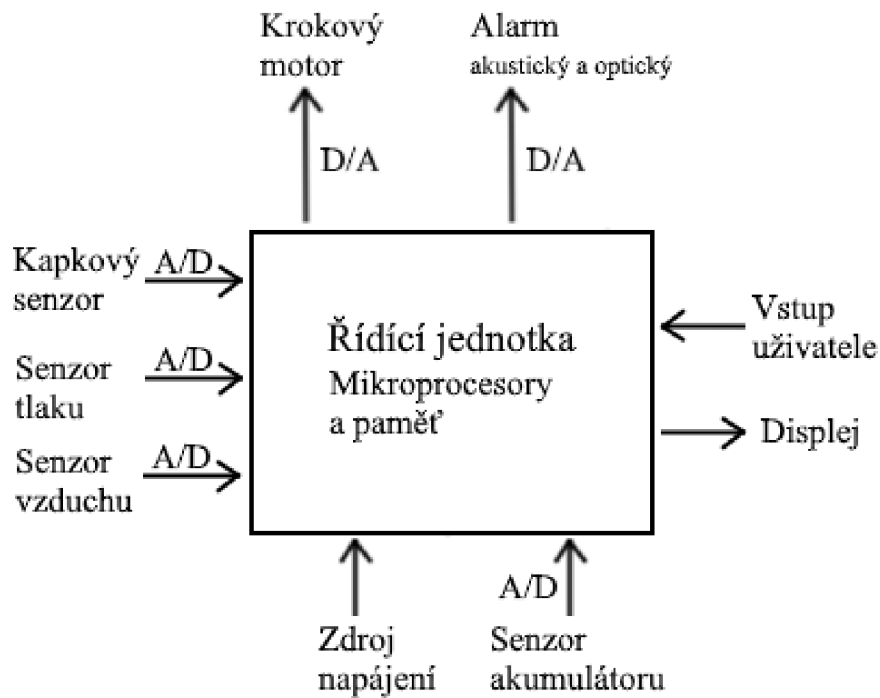 Krokový
motor
Alarm
akustický a optický
D/A
D/A
Kapkový
senzor
A/D
Senzor
tlaku
A/D
Senzor
vzduchu
A/D
Řídící jednotka
Mikroprocesory
a paměť
Vstup
uživatele
Displej
Zdroj
napájení
A/D
Senzor
akumulátoru